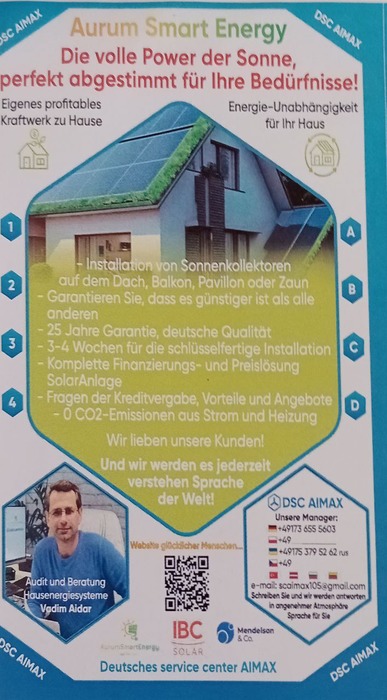 DSC AIMAX
DSC AIMAX
Aurum Smart Energy
Die volle Power der Sonne,
perfekt abgestimmt für Ihre Bedürfnisse!
Eigenes profitables
Kraftwerk zu Hause
Energie-Unabhängigkeit
für Ihr Haus
1
2
3
4
A
B
C
D
- Installation von Sonnenkollektoren
auf dem Dach, Balkon, Pavillon oder Zaun
- Garantieren Sie, dass es günstiger ist als alle
anderen
- 25 Jahre Garantie, deutsche Qualität
- 3-4 Wochen für die schlüsselfertige Installation
- Komplette Finanzierungs- und Preislösung
SolarAnlage
- Fragen der Kreditvergabe, Vorteile und Angebote
- 0 CO2-Emissionen aus Strom und Heizung
Wir lieben unsere Kunden!
Und wir werden es jederzeit
verstehen Sprache
der Welt!
Audit und Beratung
Hausenergiesysteme
Vadim Aidar
Website glücklicher Menschen...
DSC AIMAX
Unsere Manager:
+49173 655 5603
+49
+49175 379 52 62 rus
+49
e-mail: scaimax105@gmail.com
Schreiben Sie und wir werden antworten
in angenehmer Atmosphäre
Sprache für Sie
AurumSmartEnergy
IBC
SOLAR
Mendelson
& Co.
Deutsches service center AIMAX
DSC AIMAX
DSC AIMAX